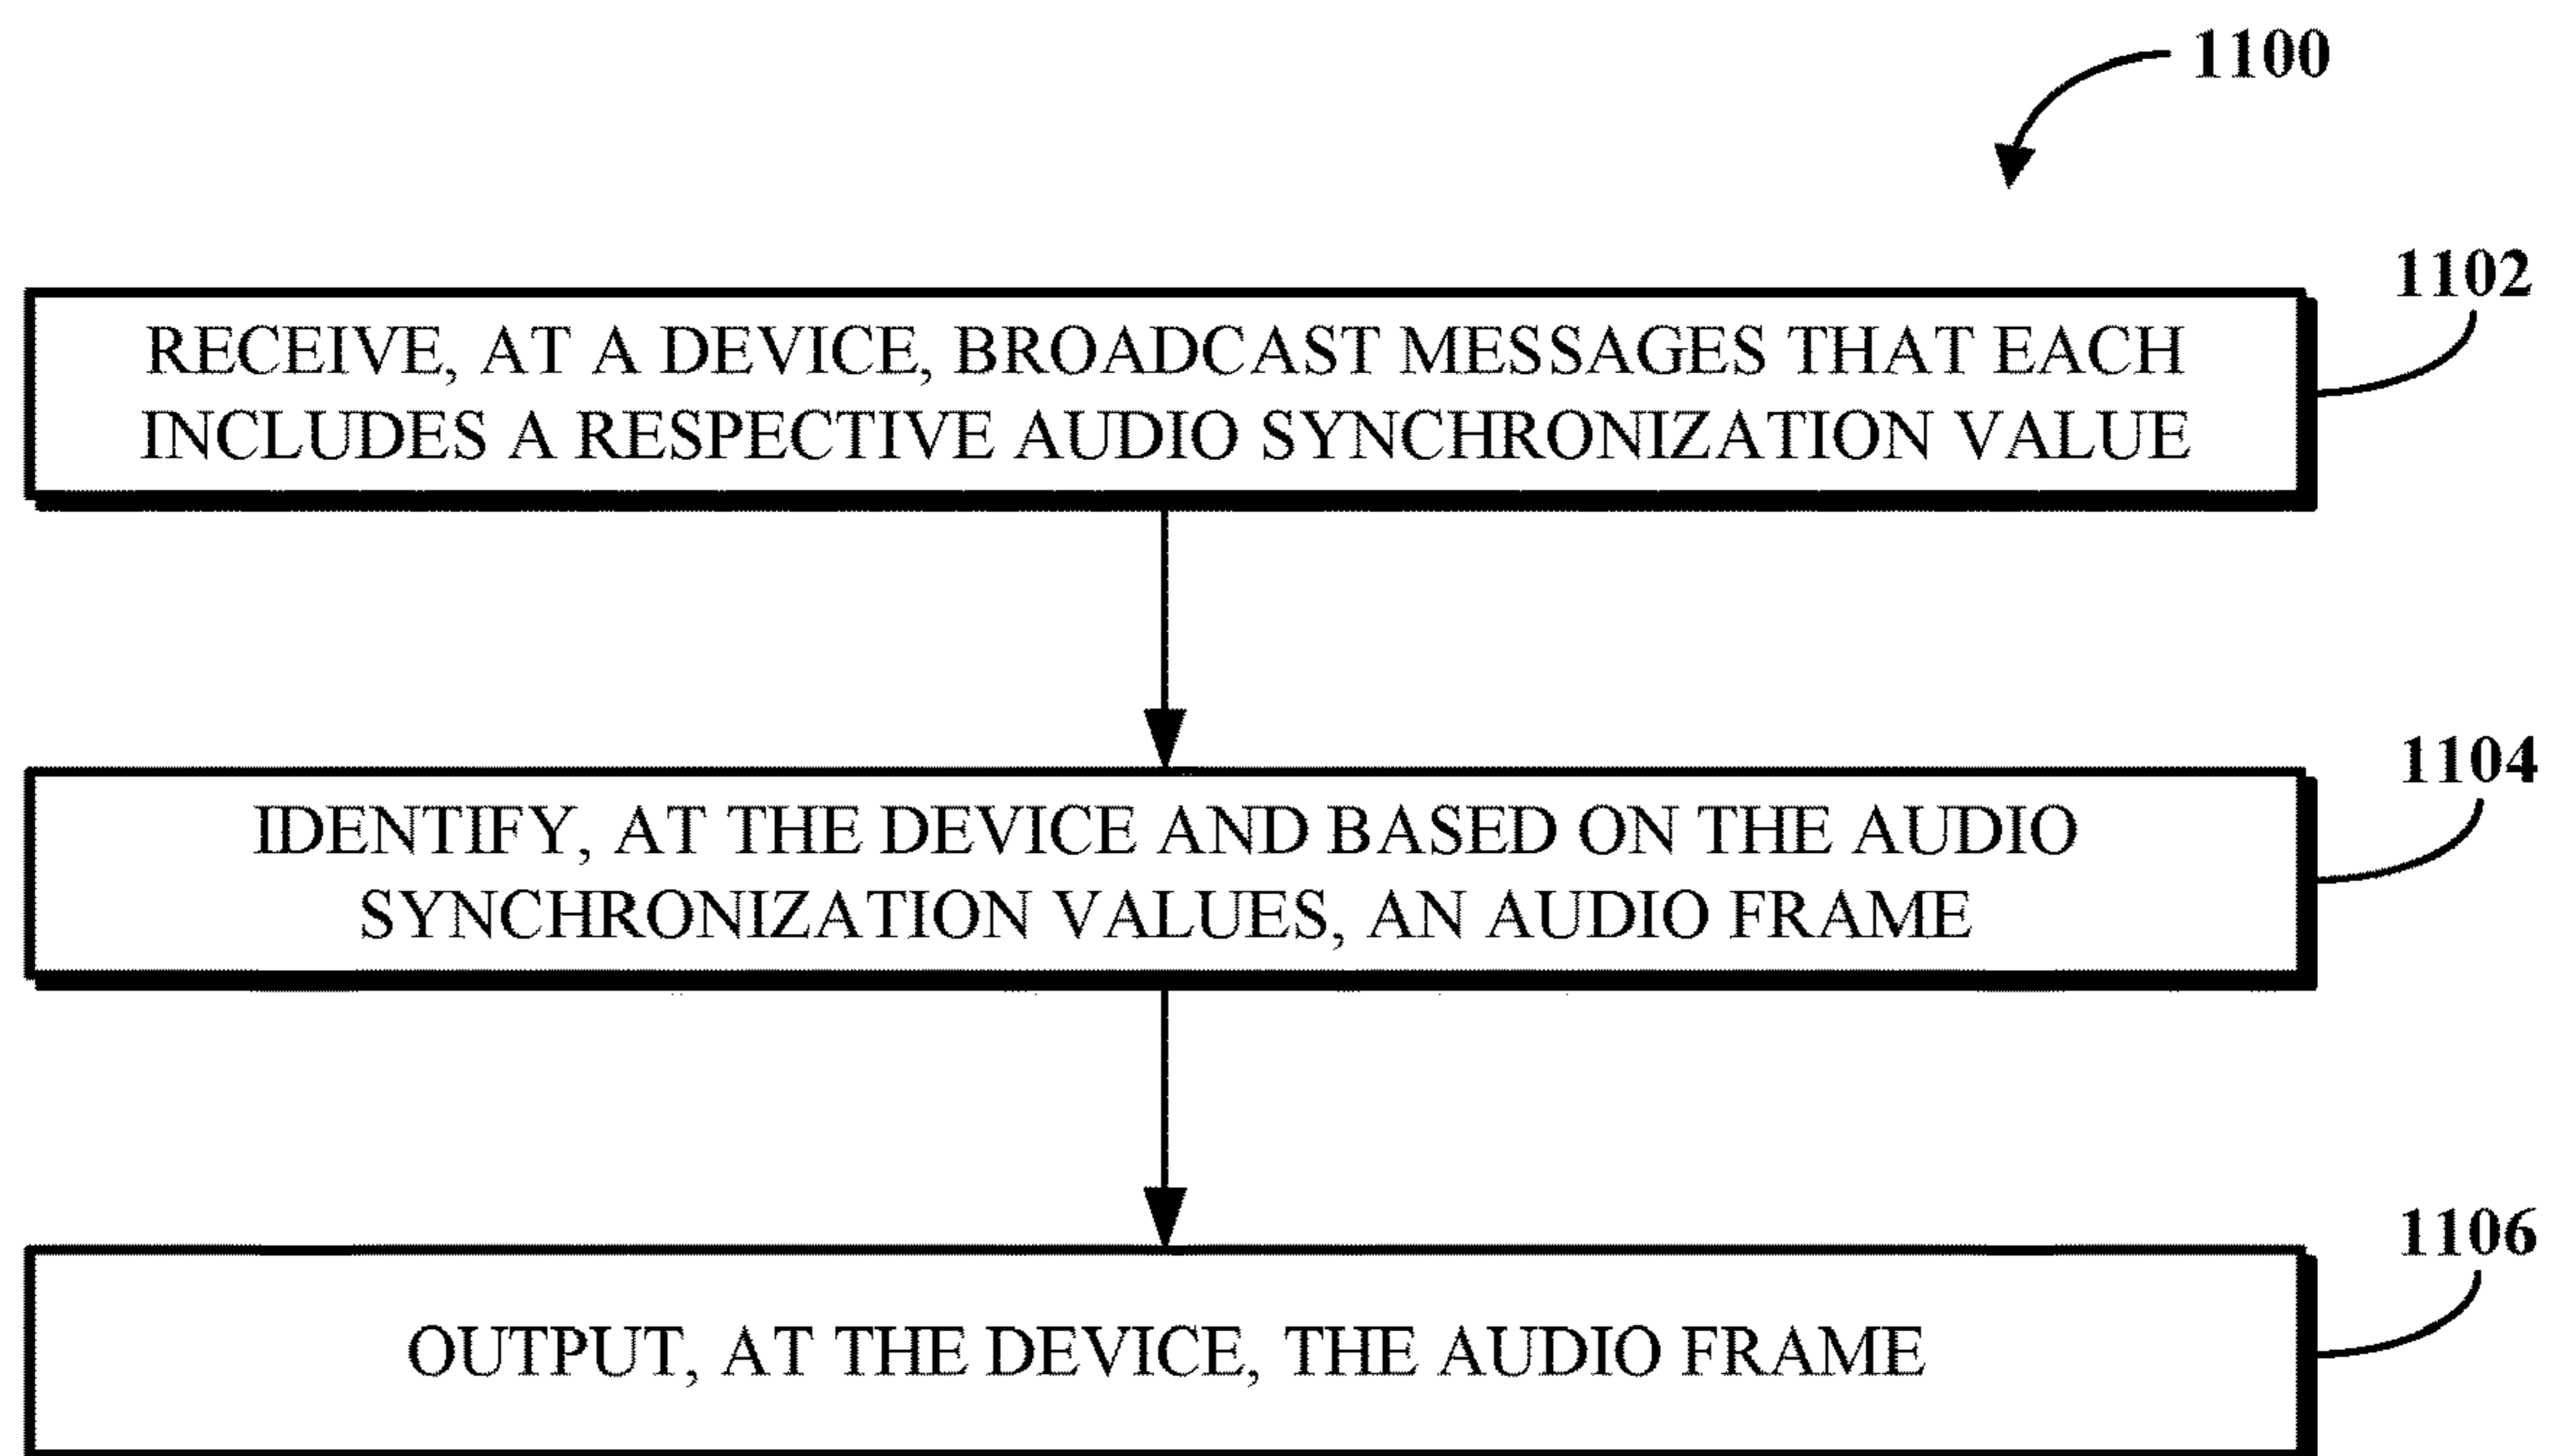 1100
1102
RECEIVE, AT A DEVICE, BROADCAST MESSAGES THAT EACH
INCLUDES A RESPECTIVE AUDIO SYNCHRONIZATION VALUE
1104
IDENTIFY, AT THE DEVICE AND BASED ON THE AUDIO
SYNCHRONIZATION VALUES, AN AUDIO FRAME
1106
OUTPUT, AT THE DEVICE, THE AUDIO FRAME